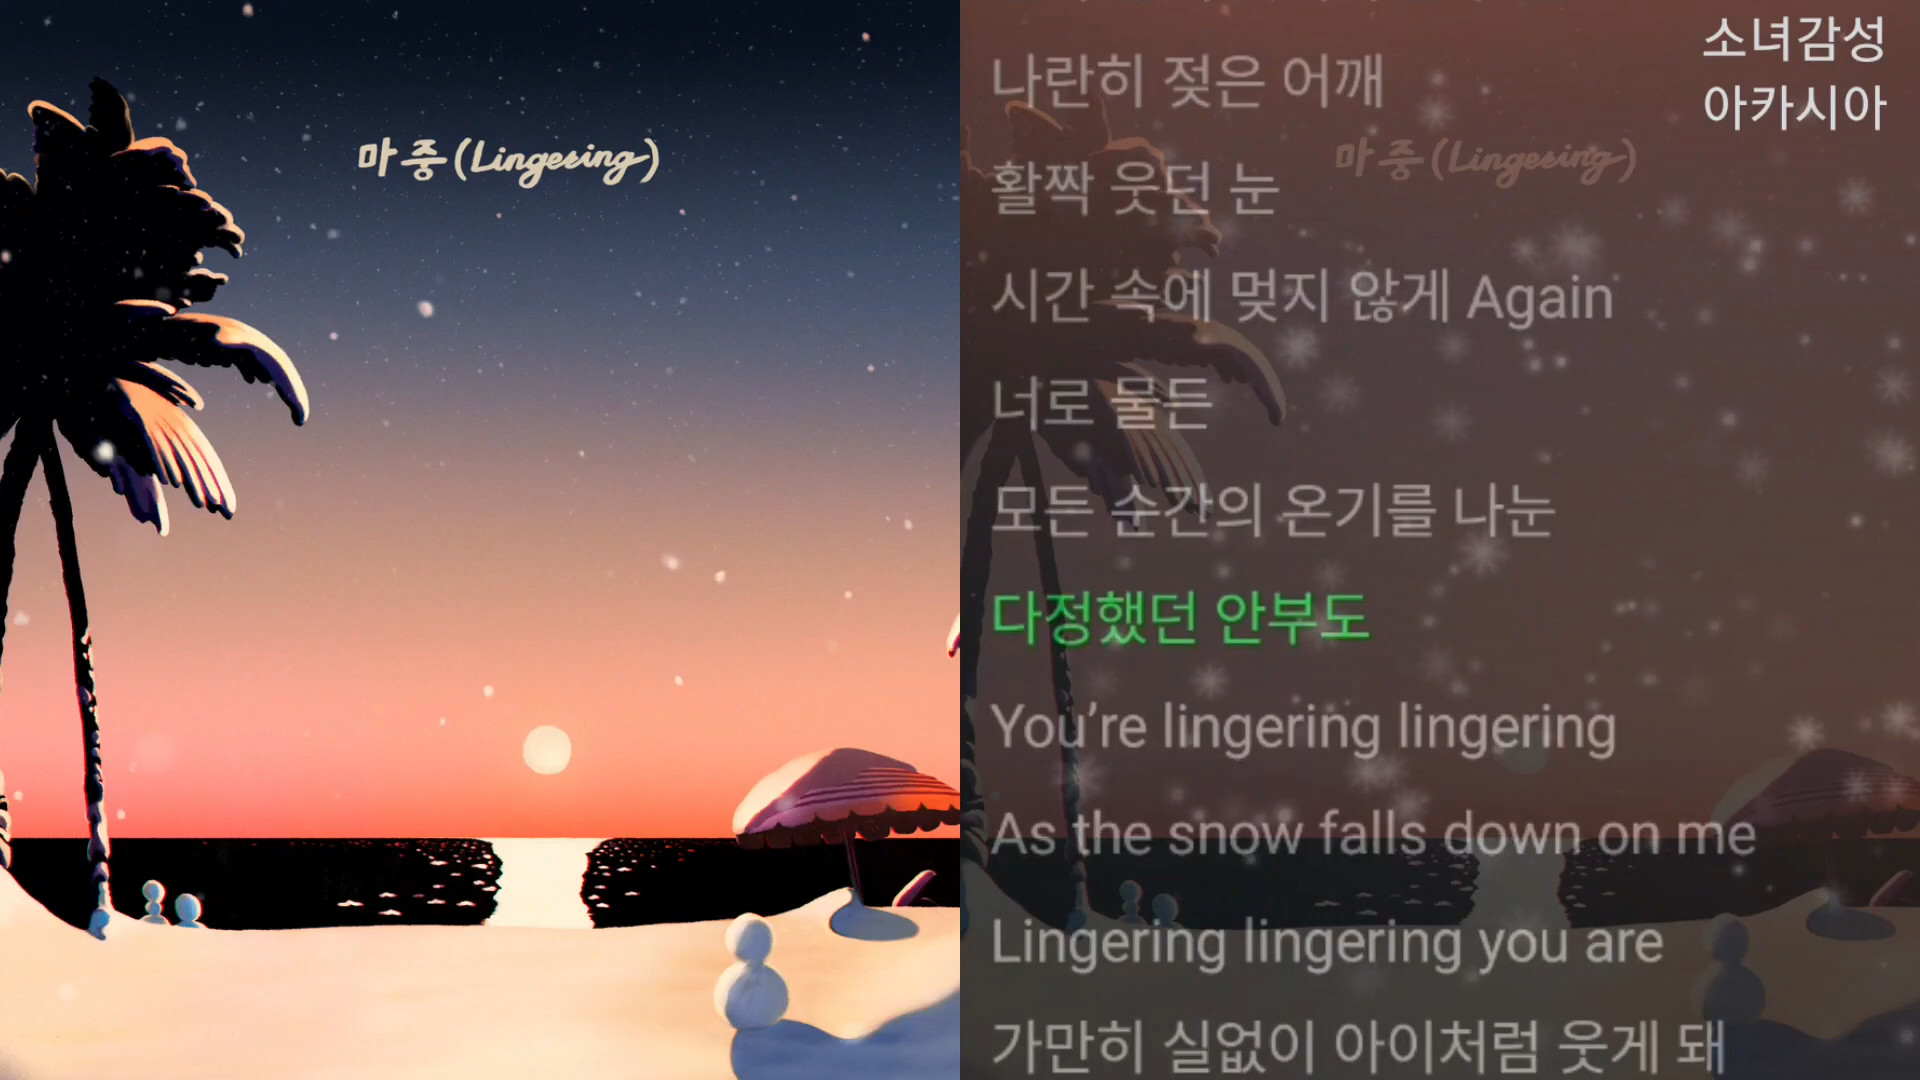 마중 (Lingering)
소녀감성
아카시아
나란히 젖은 어깨
마중 (Lingering)
활짝 웃던 눈
시간 속에 멎지 않게 Again
너로 물든
모든 순간의 온기를 나눈
다정했던 안부도
You’re lingering lingering
As the snow falls down on me
Lingering lingering you are
가만히 실없이 아이처럼 웃게 돼